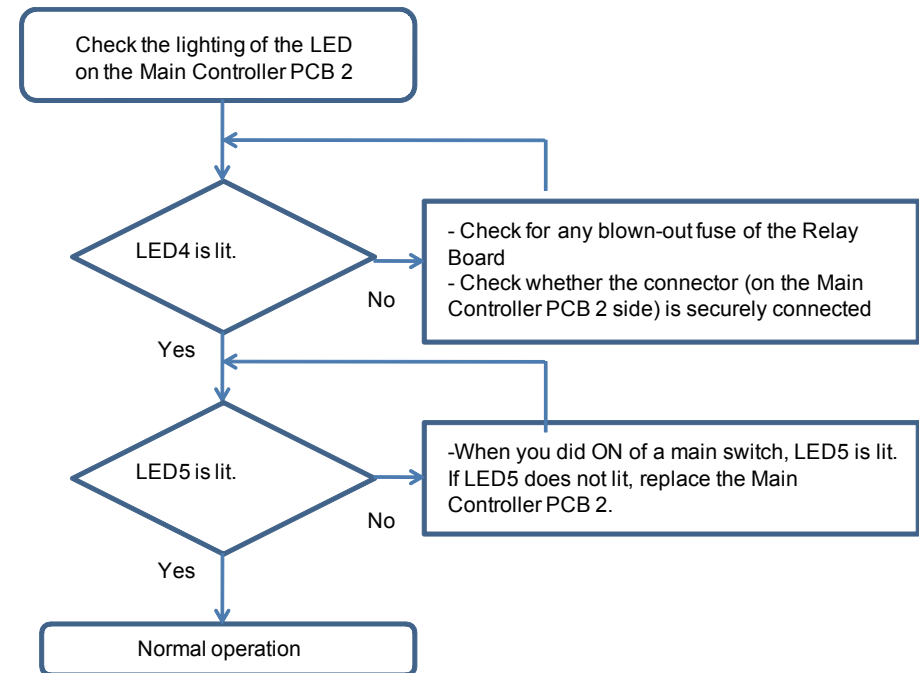 Check the lighting of the LED
on the Main Controller PCB 2
LED4 is lit.
No
- Check for any blown-out fuse of the Relay
Board
- Check whether the connector (on the Main
Controller PCB 2 side) is securely connected
Yes
LED5 is lit.
No
-When you did ON of a main switch, LED5 is lit.
If LED5 does not lit, replace the Main
Controller PCB 2.
Yes
Normal operation